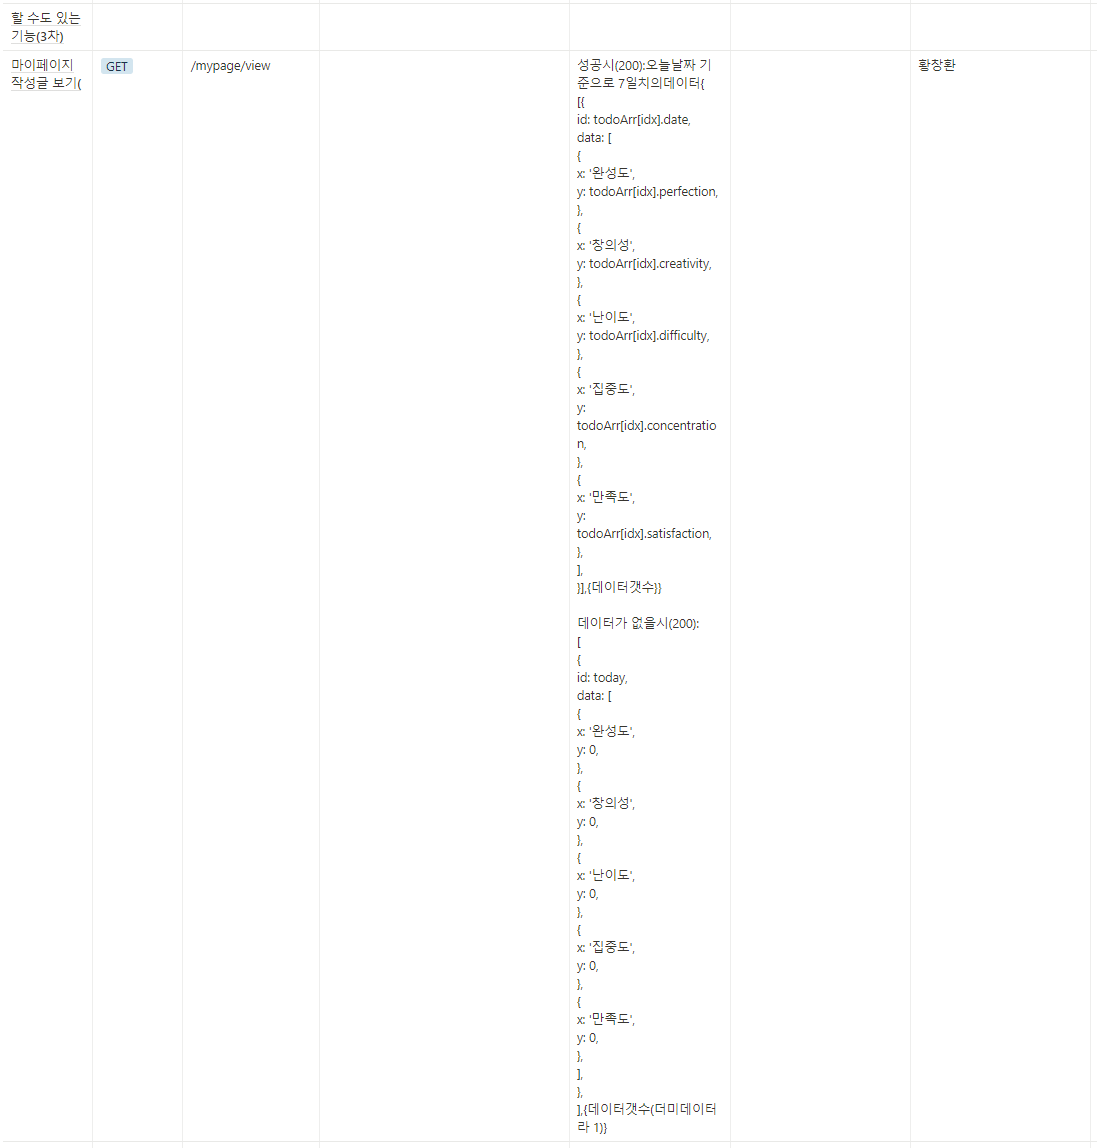 할 수도 있는
기능(3차)
마이페이지
작성글 보기(
GET
/mypage/view
성공시(200):오늘날짜 기
준으로 7일치의데이터{
[{
id: todoArr[idx].date,
data: [
{
x: '완성도',
y: todoArr[idx].perfection,
},
{
x: '창의성',
y: todoArr[idx].creativity,
},
{
x: '난이도',
y: todoArr[idx].difficulty,
},
{
x: '집중도',
y:
todoArr[idx].concentratio
n,
},
{
x: '만족도',
y:
todoArr[idx].satisfaction,
},
],
}],{데이터갯수}}
데이터가 없을시(200):
[
{
id: today,
data: [
{
x: '완성도',
y: 0,
},
{
x: '창의성',
y: 0,
},
{
x: '난이도',
y: 0,
},
{
x: '집중도',
y: 0,
},
{
x: '만족도',
y: 0,
},
],
},
],{데이터갯수(더미데이터
라 1)}
황창환